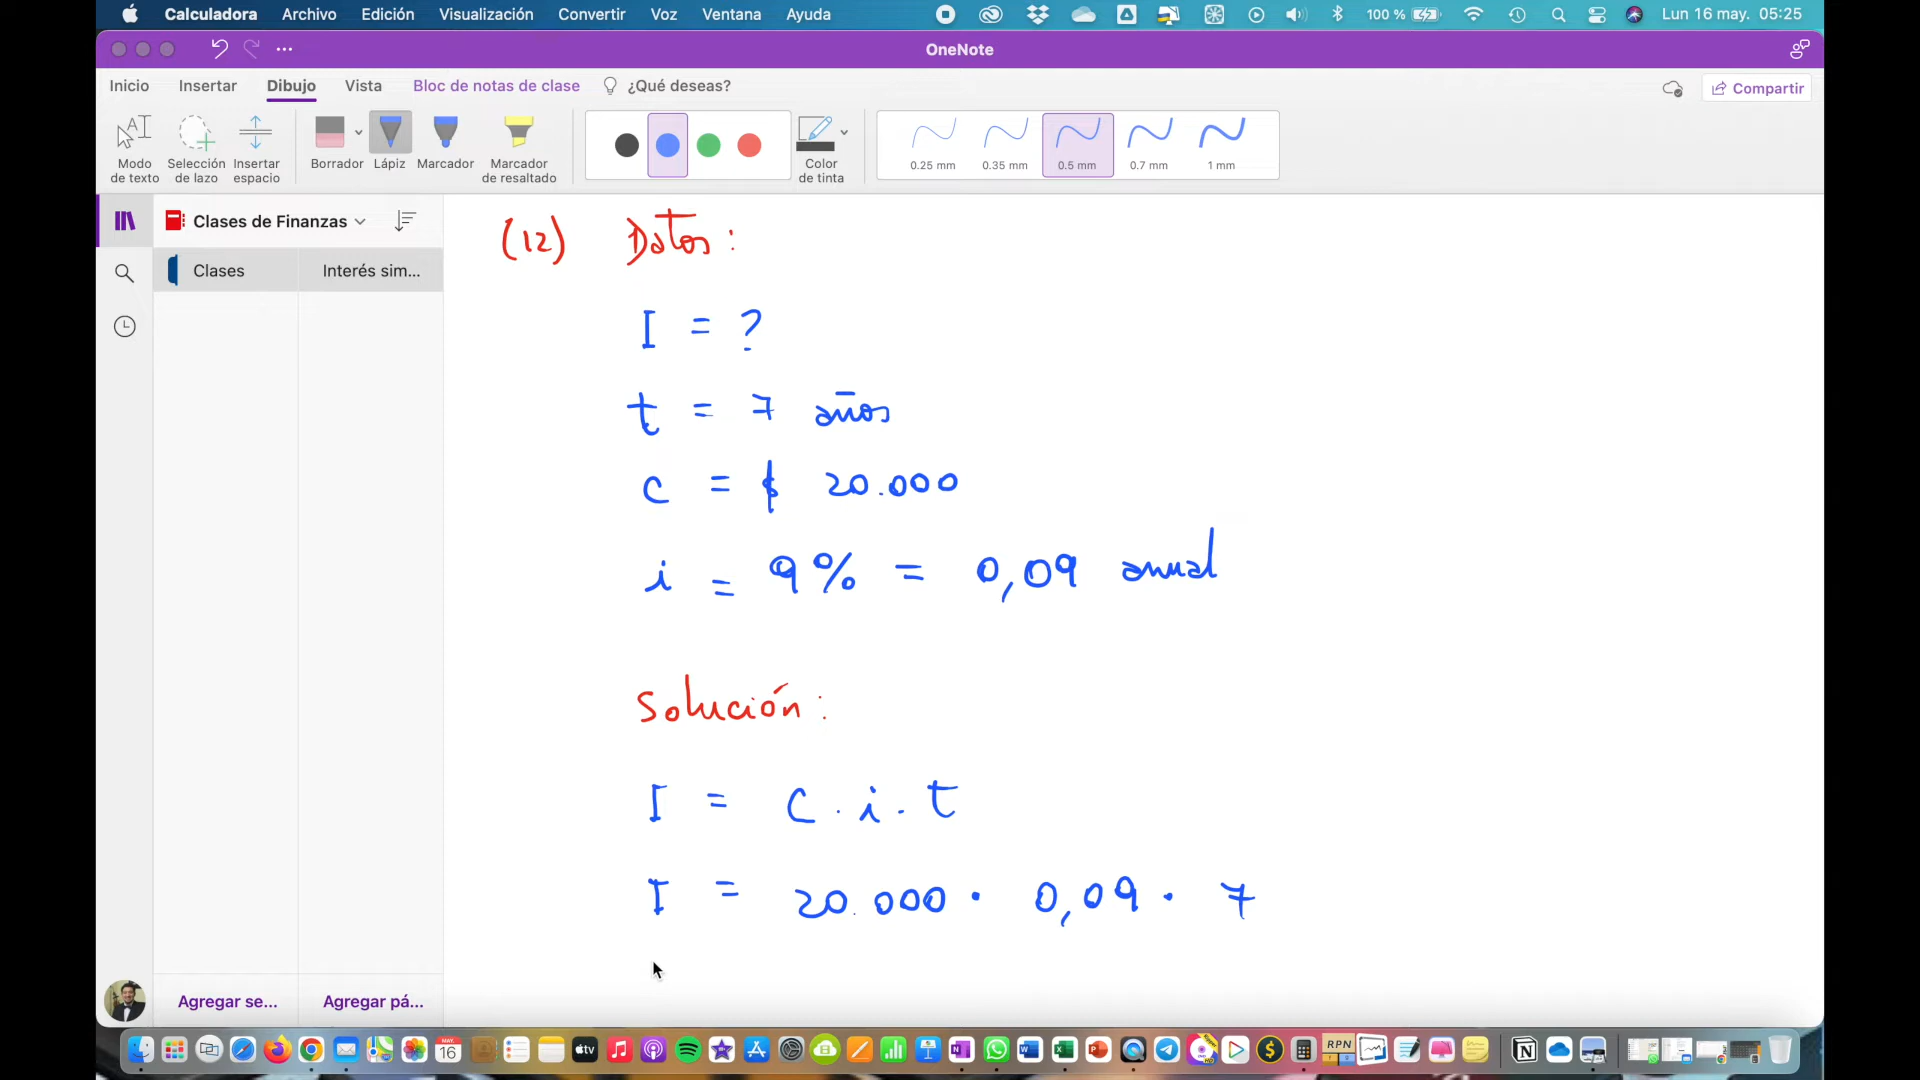 Calculadora Archivo Edición Visualización Convertir Voz Ventana Ayuda 100 % Lun 16 may. 05:25
OneNote
Inicio Insertar Dibujo Vista Bloc de notas de clase ¿Qué deseas? Compartir
Modo de texto
Selección de lazo
Insertar espacio
Borrador
Lápiz
Marcador
Marcador de resaltado
Color de tinta
0.25 mm 0.35 mm 0.5 mm 0.7 mm 1 mm
Clases de Finanzas
Clases Interés sim...
(12) Datos:
I = ?
t = 7 años
c = $ 20.000
i = 9% = 0,09 anual
Solución:
I = C . i . t
I = 20.000 · 0,09 · 7
Agregar se... Agregar pá...
MAY. 16
tv
RPN